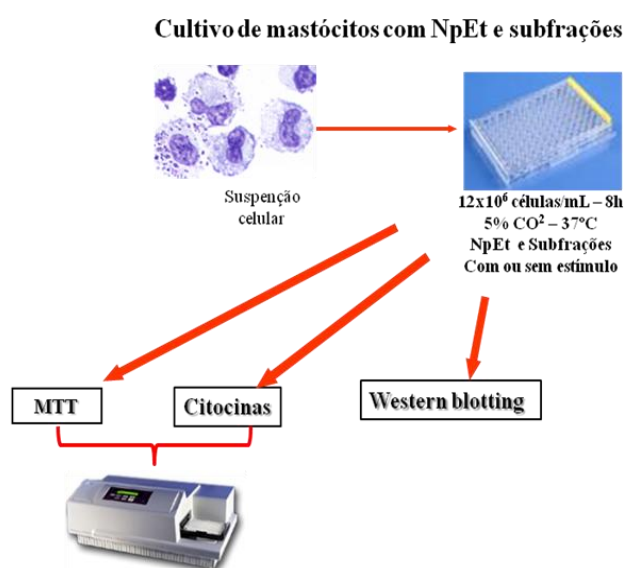 Cultivo de mastócitos com NpEt e subfrações
Suspenção
celular
12x10⁶ células/mL – 8h
5% CO² – 37ºC
NpEt e Subfrações
Com ou sem estímulo
MTT
Citocinas
Western blotting